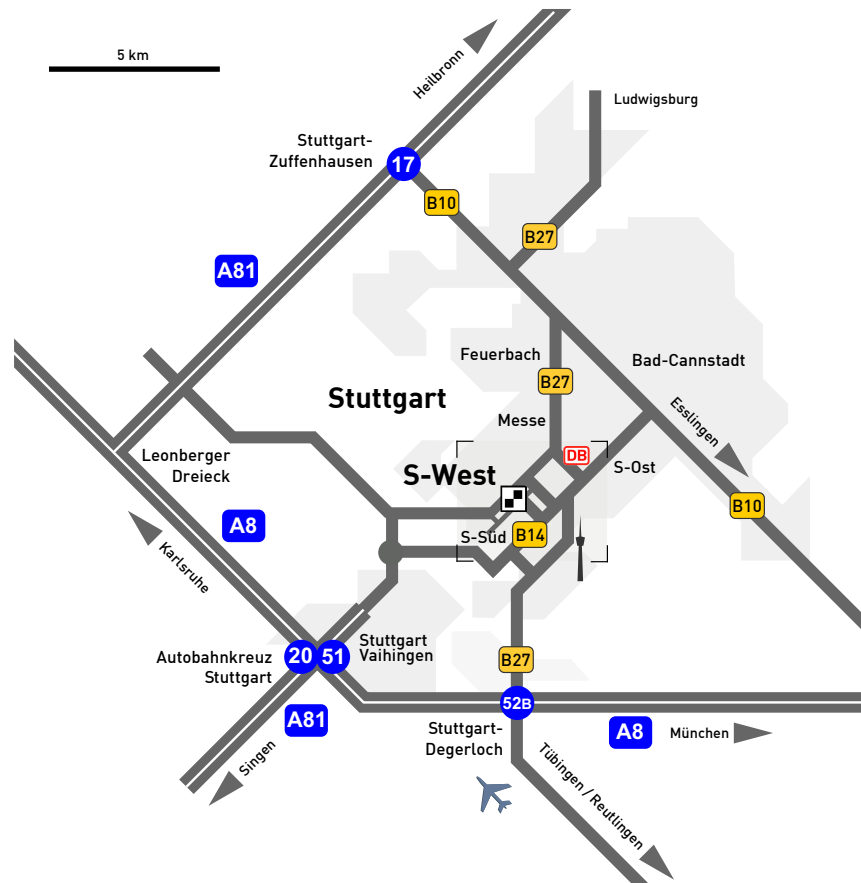 5 km
Heilbronn
Ludwigsburg
Stuttgart-
Zuffenhausen
17
B10
B27
A81
Feuerbach
Bad-Cannstadt
B27
Stuttgart
Messe
Esslingen
Leonberger
Dreieck
S-West
DB
S-Ost
B10
A8
S-Süd
B14
Karlsruhe
Autobahnkreuz
Stuttgart
20
51
Stuttgart
Vaihingen
B27
A81
52B
Stuttgart-
Degerloch
A8
München
Singen
Tübingen / Reutlingen